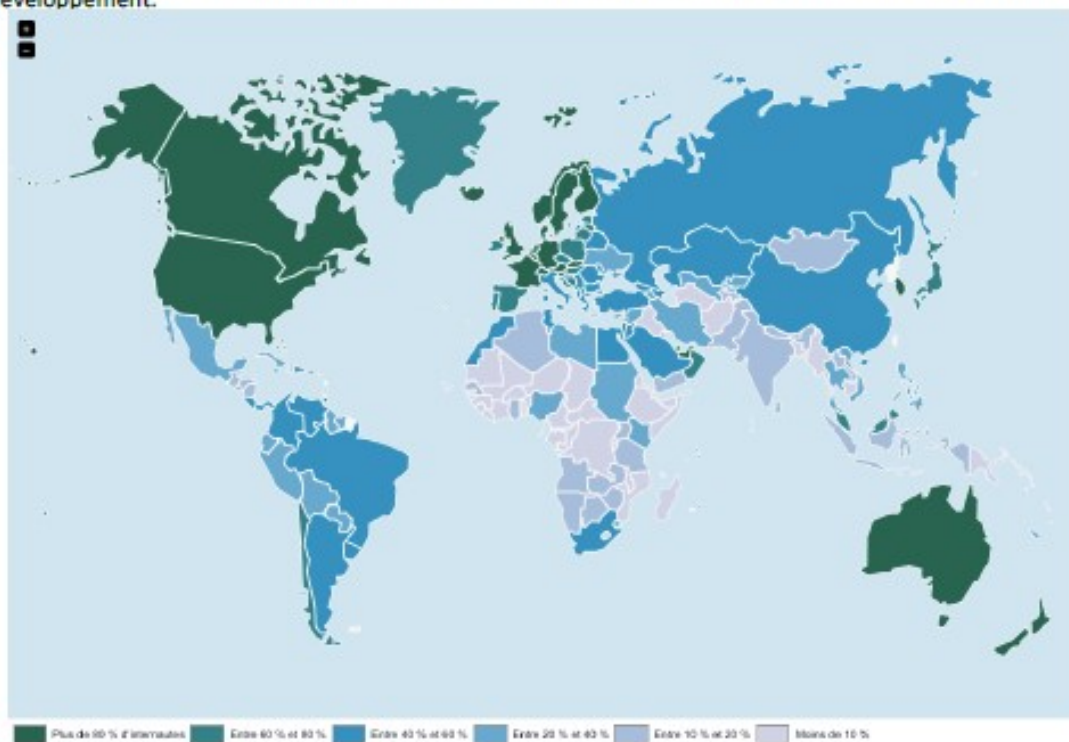 éveloppement.
+
−
Plus de 80 % d'internautes Entre 60 % et 80 % Entre 40 % et 60 % Entre 20 % et 40 % Entre 10 % et 20 % Moins de 10 %